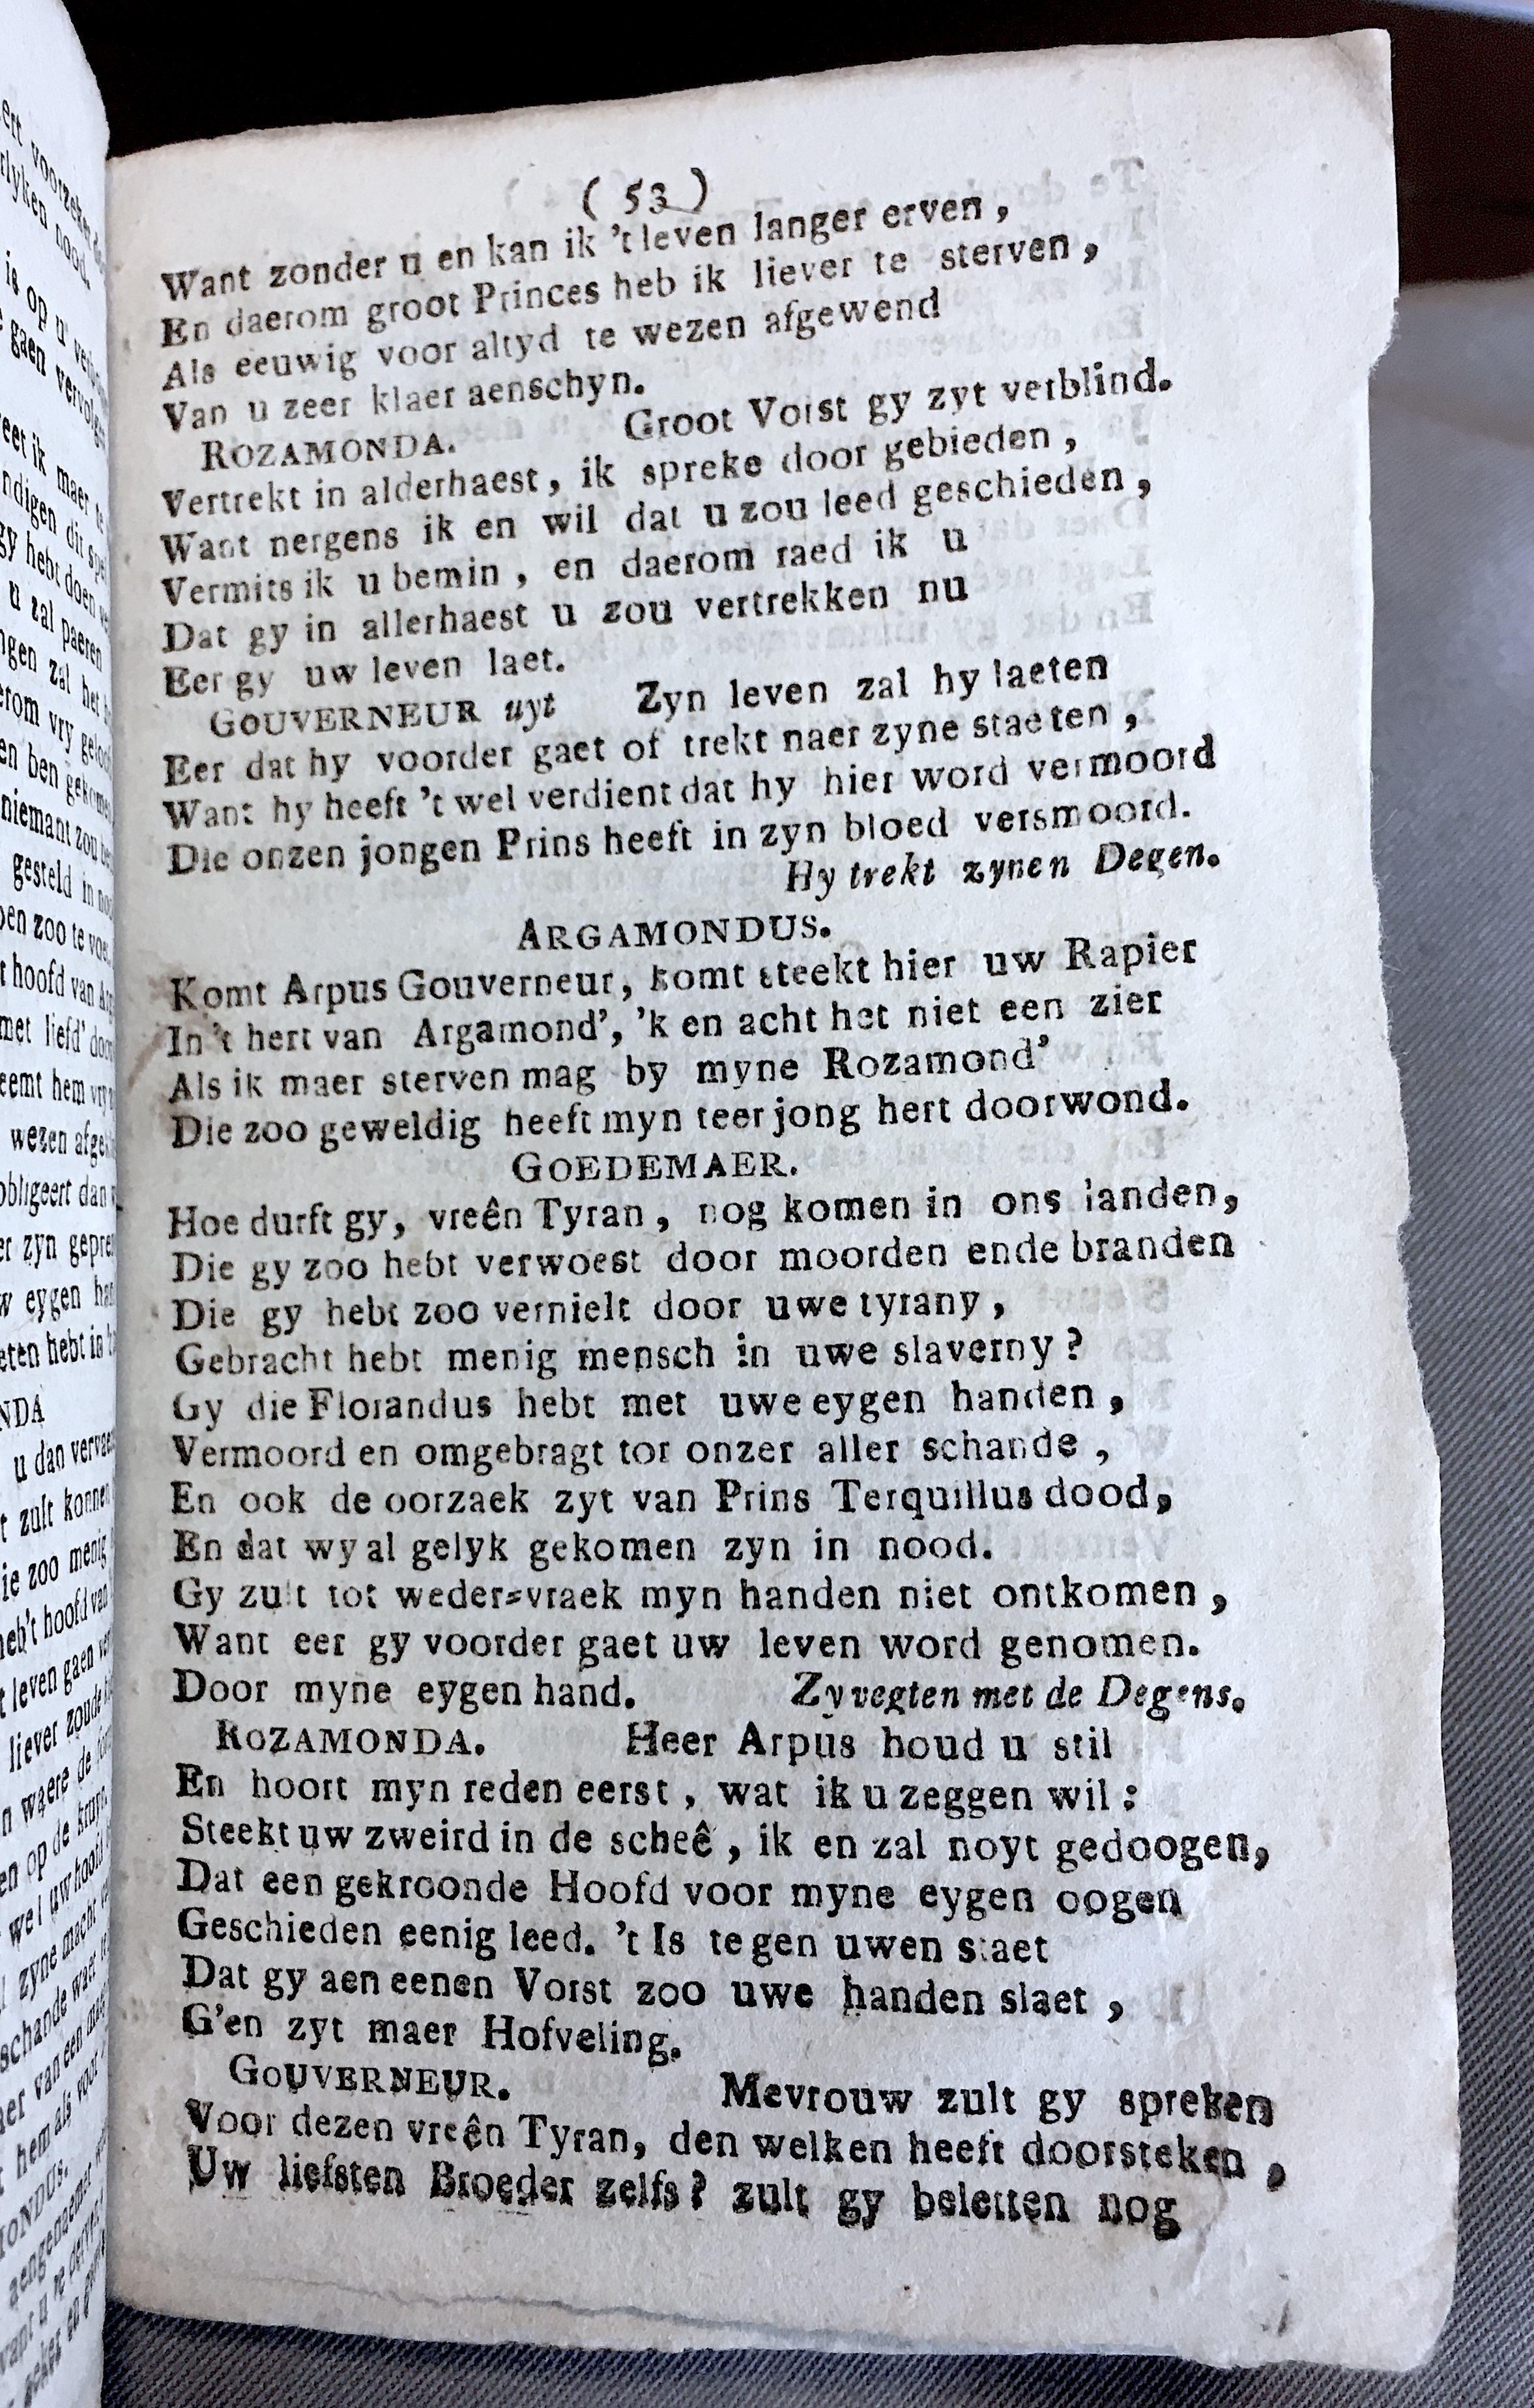 ( 53 )
Want zonder u en kan ik 't leven langer erven ,
En daerom groot Princes heb ik liever te sterven ,
Als eeuwig voor altyd te wezen afgewend
Van u zeer klaer aenschyn.
ROZAMONDA. Groot Vorst gy zyt verblind.
Vertrekt in alderhaest, ik spreke door gebieden ,
Want nergens ik en wil dat u zou leed geschieden ,
Vermits ik u bemin , en daerom raed ik u
Dat gy in allerhaest u zou vertrekken nu
Eer gy uw leven laet.
GOUVERNEUR uyt Zyn leven zal hy laeten
Eer dat hy voorder gaet of trekt naer zyne staeten ,
Want hy heeft 't wel verdient dat hy hier word vermoord
Die onzen jongen Prins heeft in zyn bloed versmoord.
Hy trekt zynen Degen.
ARGAMONDUS.
Komt Arpus Gouverneur, komt steekt hier uw Rapier
In 't hert van Argamond', 'k en acht het niet een zier
Als ik maer sterven mag by myne Rozamond'
Die zoo geweldig heeft myn teer jong hert doorwond.
GOEDEMAER.
Hoe durft gy, vreên Tyran , nog komen in ons landen,
Die gy zoo hebt verwoest door moorden ende branden
Die gy hebt zoo vernielt door uwe tyrany ,
Gebracht hebt menig mensch in uwe slaverny ?
Gy die Florandus hebt met uwe eygen handen ,
Vermoord en omgebragt tot onzer aller schande ,
En ook de oorzaek zyt van Prins Terquillus dood,
En dat wy al gelyk gekomen zyn in nood.
Gy zult tot weder=vraek myn handen niet ontkomen ,
Want eer gy voorder gaet uw leven word genomen.
Door myne eygen hand. Zy vegten met de Degens.
ROZAMONDA. Heer Arpus houd u stil
En hoort myn reden eerst , wat ik u zeggen wil :
Steekt uw zweird in de scheê , ik en zal noyt gedoogen,
Dat een gekroonde Hoofd voor myne eygen oogen
Geschieden eenig leed. 't Is tegen uwen staet
Dat gy aen eenen Vorst zoo uwe handen slaet ,
G'en zyt maer Hofveling.
GOUVERNEUR. Mevrouw zult gy spreken
Voor dezen vreên Tyran, den welken heeft doorsteken ,
Uw liefsten Broeder zelfs ? zult gy beletten nog